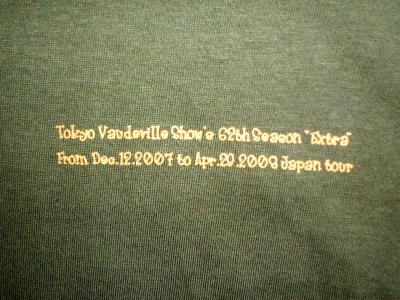 Tokyo Vaudeville Show's 62th Season "Extra"
From Dec.12.2007 to Apr.20.2008 Japan tour